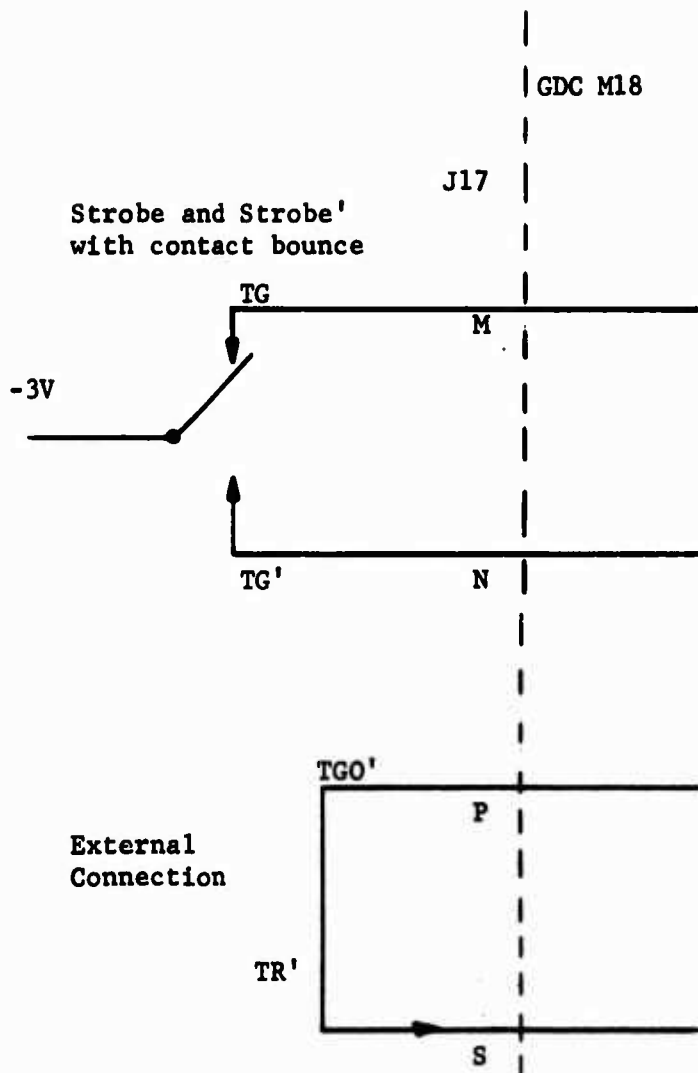 GDC M18
J17
Strobe and Strobe'
with contact bounce
TG
M
-3V
TG'
N
TGO'
P
External
Connection
TR'
S